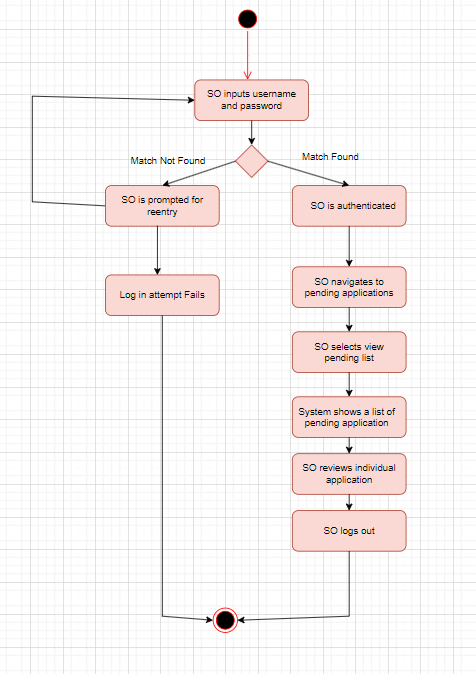 SO inputs username
and password
Match Not Found
Match Found
SO is prompted for
reentry
SO is authenticated
Log in attempt Fails
SO navigates to
pending applications
SO selects view
pending list
System shows a list of
pending application
SO reviews individual
application
SO logs out